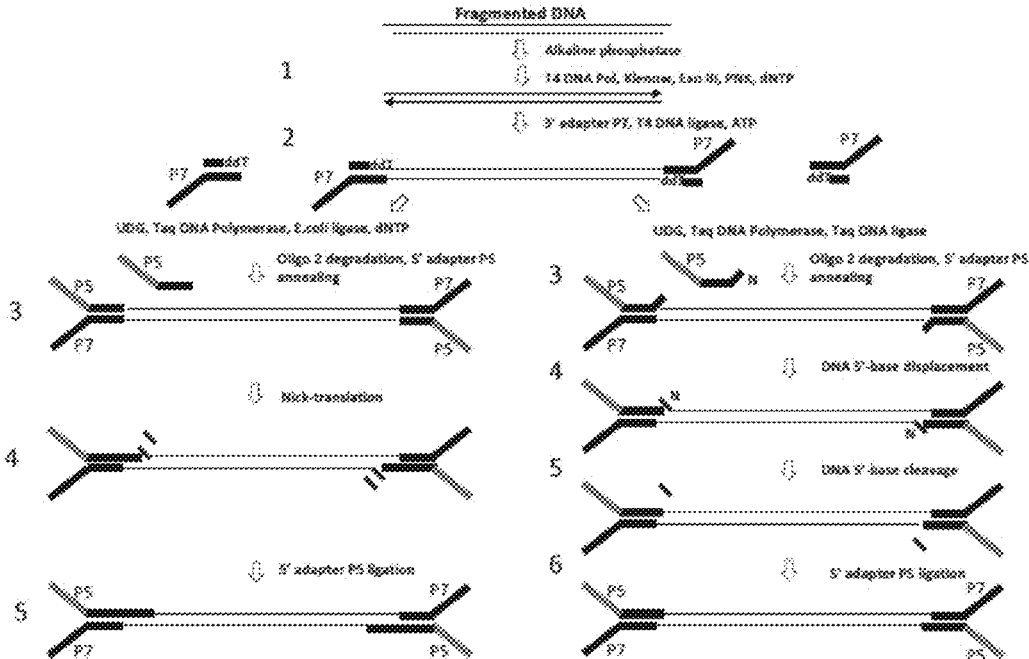 Fragmented DNA
Alkaline phosphatase
1
T4 DNA Pol, Klenow, Exo III, PNK, dNTP
3' adapter P7, T4 DNA ligase, ATP
2
P7 ddT
P7 ddT
P7
ddT
P7
ddT
UDG, Taq DNA Polymerase, E.coli ligase, dNTP
UDG, Taq DNA Polymerase, Taq DNA ligase
P5
Oligo 2 degradation, 5' adapter P5
annealing
P5
N
Oligo 2 degradation, 5' adapter P5
annealing
3
P5
P7
P7
P5
3
P5
P7
P7
P5
Nick-translation
4
DNA 5'-base displacement
4
N
N
5
DNA 5'-base cleavage
5' adapter P5 ligation
6
5' adapter P5 ligation
5
P5
P7
P7
P5
P5
P7
P7
P5